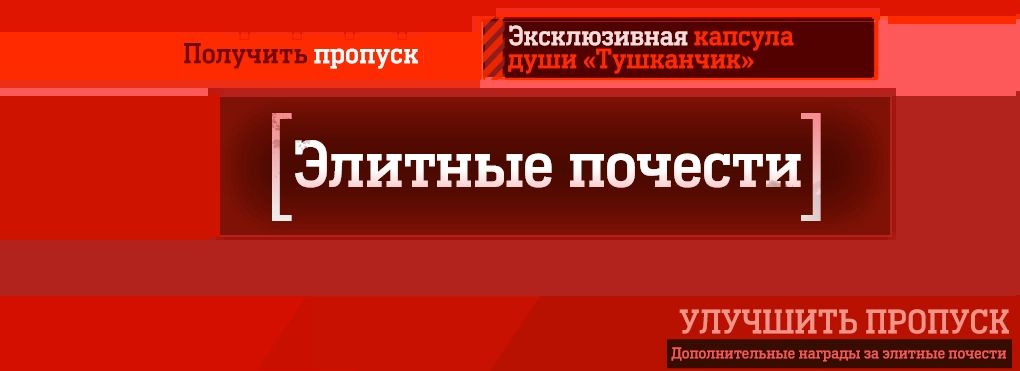 Получить пропуск
Эксклюзивная капсула
души «Тушканчик»
[Элитные почести]
УЛУЧШИТЬ ПРОПУСК
Дополнительные награды за элитные почести